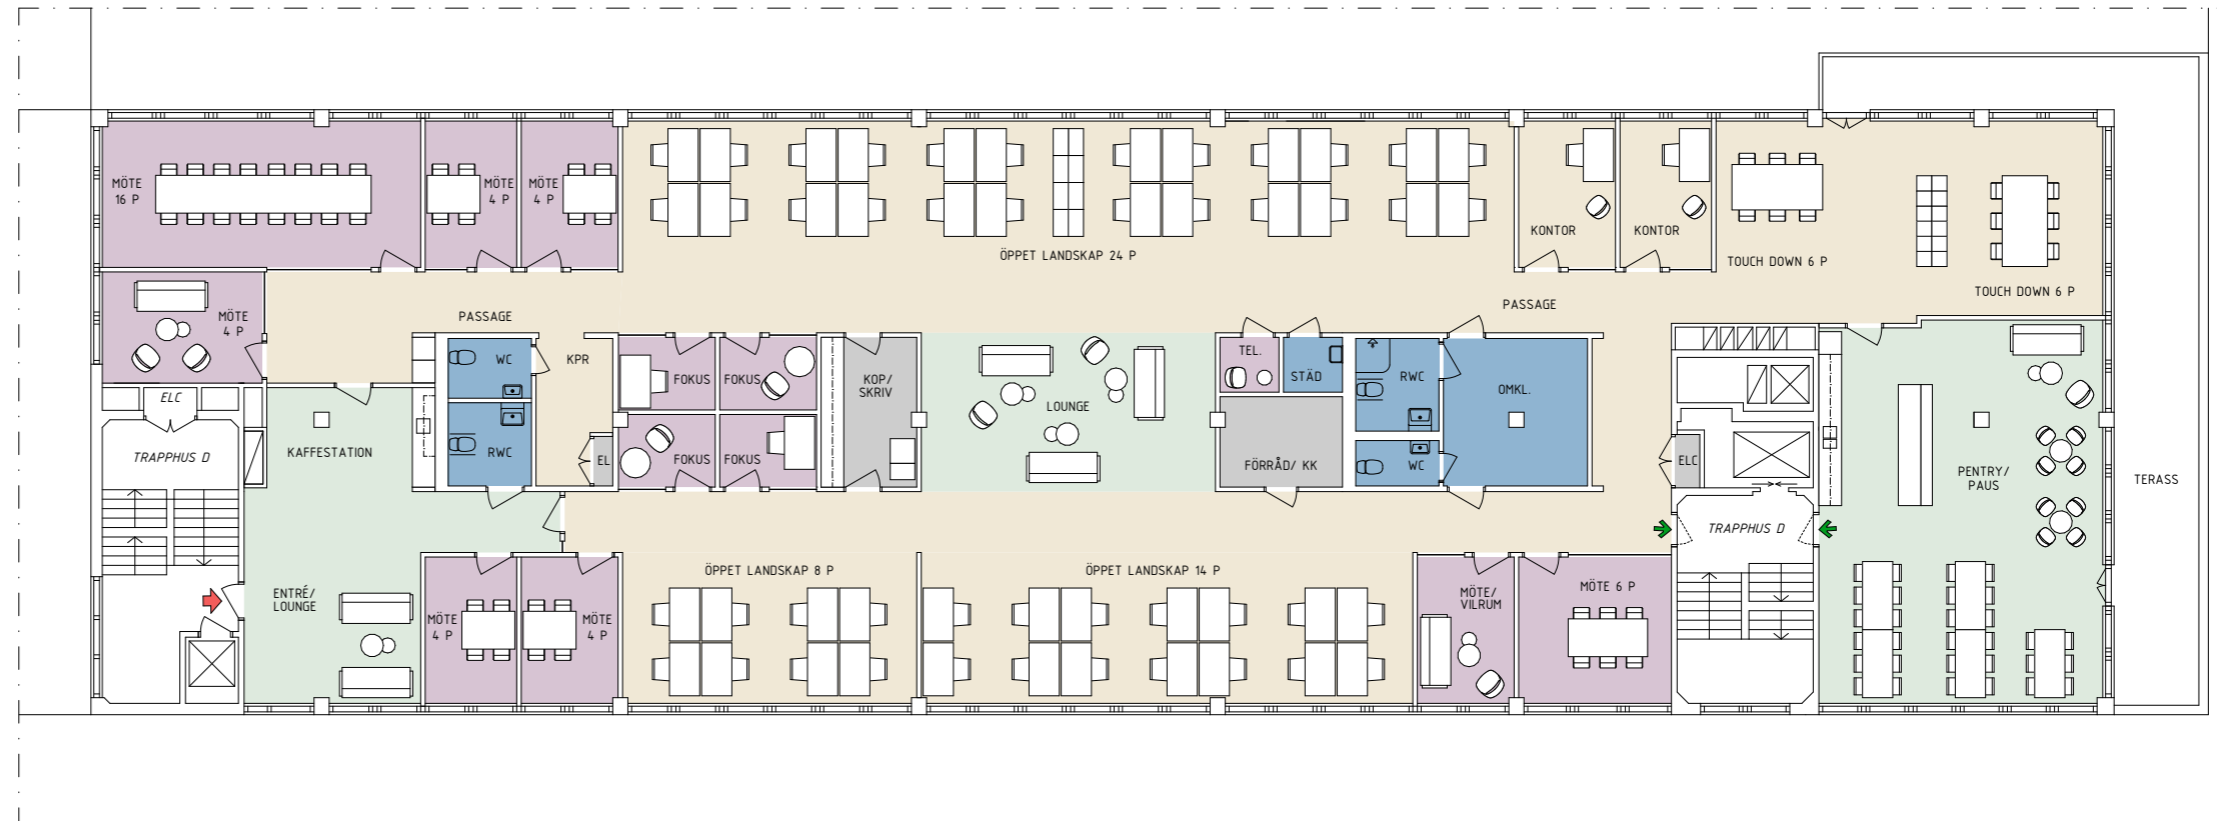 MÖTE
16 P
MÖTE
4 P
MÖTE
4 P
ÖPPET LANDSKAP 24 P
KONTOR
KONTOR
TOUCH DOWN 6 P
TOUCH DOWN 6 P
MÖTE
4 P
PASSAGE
PASSAGE
WC
KPR
FOKUS
FOKUS
KOP/
SKRIV
LOUNGE
TEL.
STÄD
RWC
OMKL.
ELC
TRAPPHUS D
KAFFESTATION
RWC
EL
FOKUS
FOKUS
FÖRRÅD/ KK
WC
ELC
PENTRY/
PAUS
TERASS
TRAPPHUS D
ENTRÉ/
LOUNGE
MÖTE
4 P
MÖTE
4 P
ÖPPET LANDSKAP 8 P
ÖPPET LANDSKAP 14 P
MÖTE/
VILRUM
MÖTE 6 P